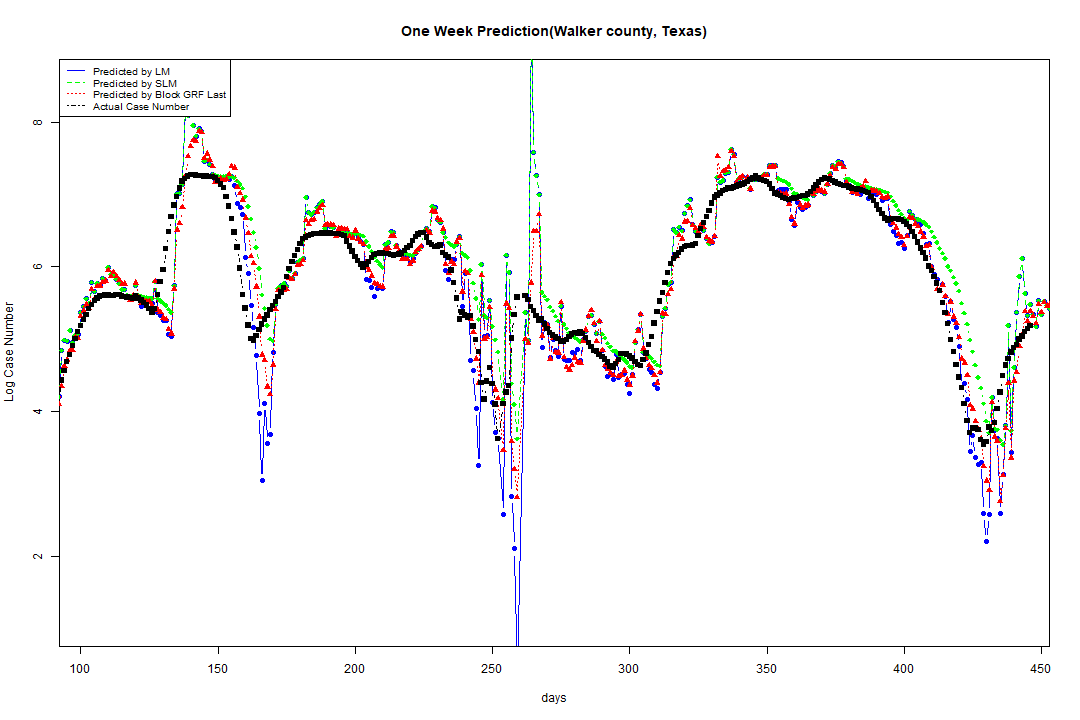 One Week Prediction(Walker county, Texas)
Predicted by LM
Predicted by SLM
Predicted by Block GRF Last
Actual Case Number
8
6
4
2
Log Case Number
100 150 200 250 300 350 400 450
days